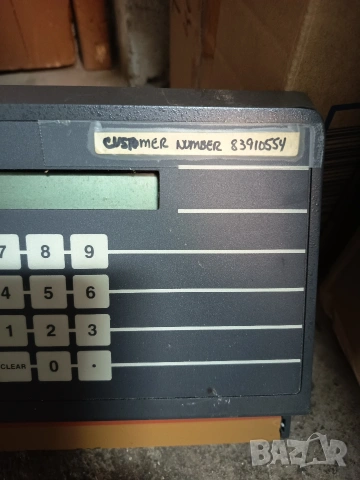 CUSTOMER NUMBER 83910554
7 8 9
4 5 6
1 2 3
CLEAR 0 .
BAZAR